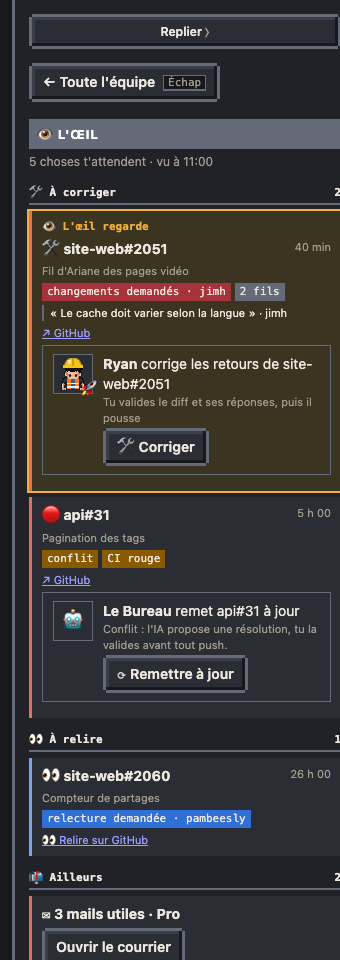 Replier 〉
← Toute l'équipe Échap
L'ŒIL
5 choses t'attendent · vu à 11:00
À corriger 2
L'œil regarde
site-web#2051 40 min
Fil d'Ariane des pages vidéo
changements demandés · jimh 2 fils
« Le cache doit varier selon la langue » · jimh
↗ GitHub
Ryan corrige les retours de site-
web#2051
Tu valides le diff et ses réponses, puis il
pousse
Corriger
api#31 5 h 00
Pagination des tags
conflit CI rouge
↗ GitHub
Le Bureau remet api#31 à jour
Conflit : l'IA propose une résolution, tu la
valides avant tout push.
⟳ Remettre à jour
À relire 1
site-web#2060 26 h 00
Compteur de partages
relecture demandée · pambeesly
Relire sur GitHub
Ailleurs 2
✉ 3 mails utiles · Pro
Ouvrir le courrier